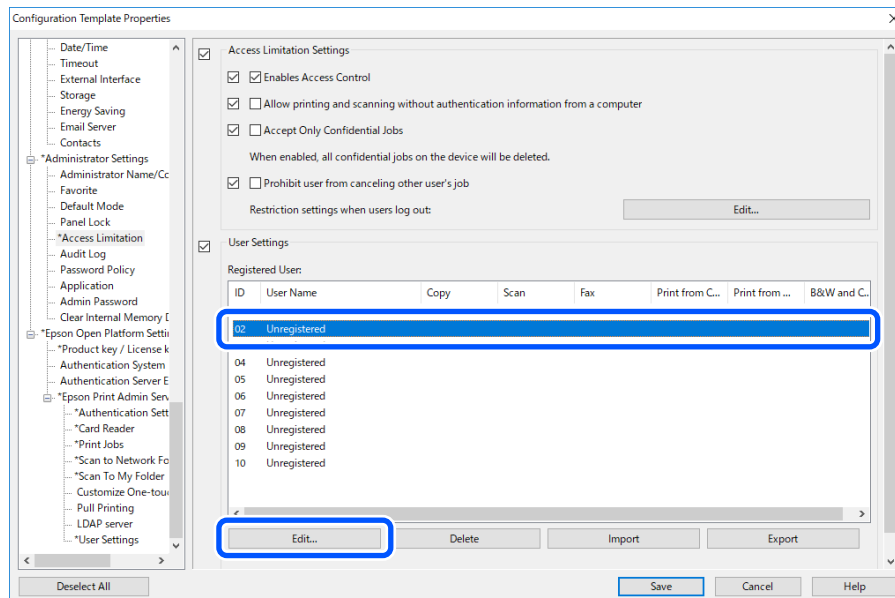 Configuration Template Properties
Date/Time
Timeout
External Interface
Storage
Energy Saving
Email Server
Contacts
*Administrator Settings
Administrator Name/Cc
Favorite
Default Mode
Panel Lock
*Access Limitation
Audit Log
Password Policy
Application
Admin Password
Clear Internal Memory D
*Epson Open Platform Settin
*Product key / License k
Authentication System
Authentication Server E
*Epson Print Admin Serv
*Authentication Sett
*Card Reader
*Print Jobs
*Scan to Network Fo
*Scan To My Folder
Customize One-touc
Pull Printing
LDAP server
*User Settings
Access Limitation Settings
Enables Access Control
Allow printing and scanning without authentication information from a computer
Accept Only Confidential Jobs
When enabled, all confidential jobs on the device will be deleted.
Prohibit user from canceling other user's job
Restriction settings when users log out: Edit...
User Settings
Registered User:
ID User Name Copy Scan Fax Print from C... Print from ... B&W and C..
02 Unregistered
04 Unregistered
05 Unregistered
06 Unregistered
07 Unregistered
08 Unregistered
09 Unregistered
10 Unregistered
Edit... Delete Import Export
Deselect All Save Cancel Help